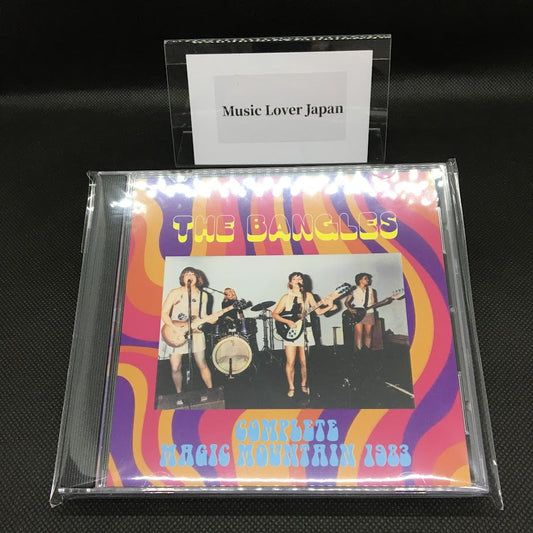 Music Lover Japan
THE BANGLES
COMPLETE
MAGIC MOUNTAIN 1983